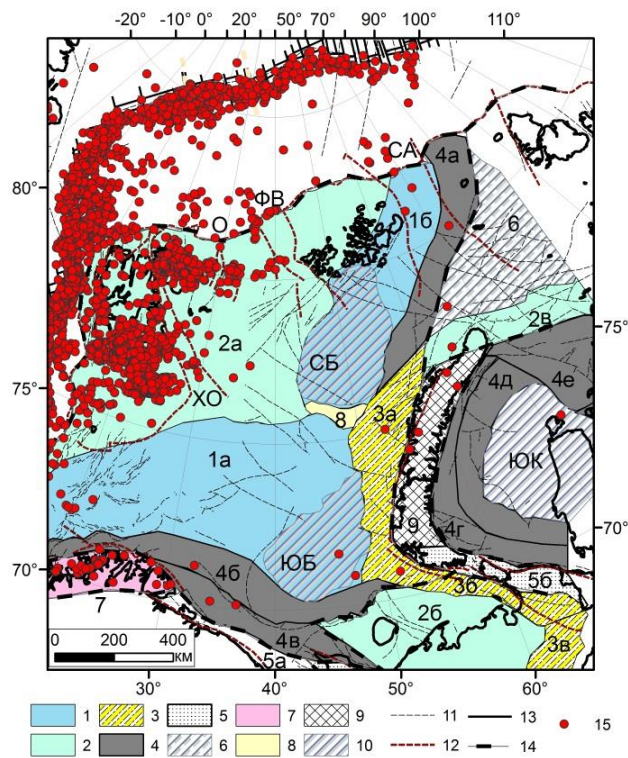 -20° -10° 0° 20° 40° 50° 70° 80° 90° 100° 110° 120°
СА
4а
80°
ФВ
О
1б
6
2а
2в
75°
СБ
ХО
8
3а
4д
4е
75°
1а
ЮК
9
70°
ЮБ
4г
70°
4б
3б
5б
7
2б
0 200 400
КМ
4в
3в
5а
30° 40° 50° 60°
1 3 5 7 9 11 13 15
2 4 6 8 10 12 14